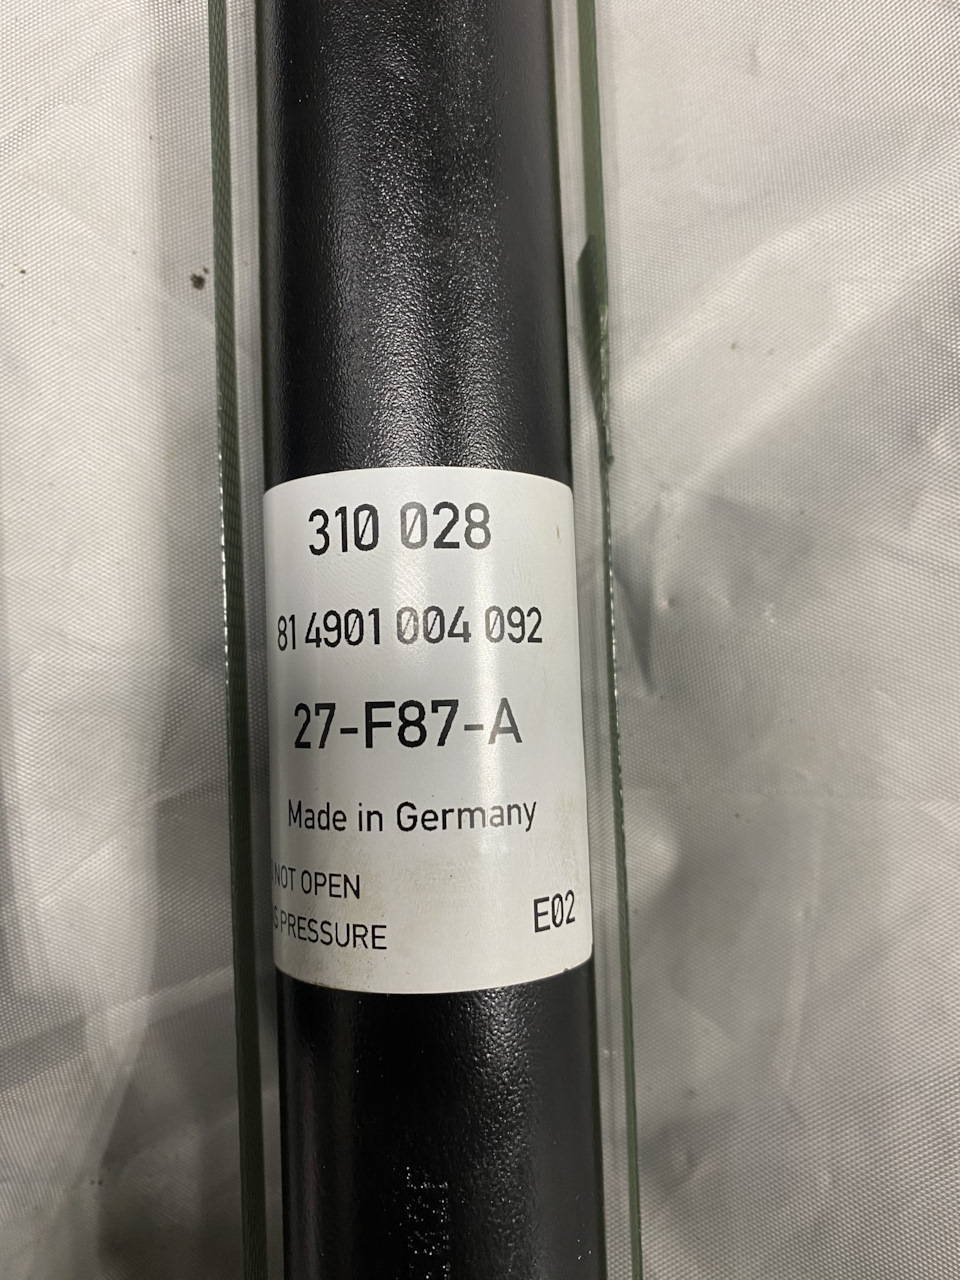 310 028
81 4901 004 092
27-F87-A
Made in Germany
NOT OPEN
S PRESSURE
E02